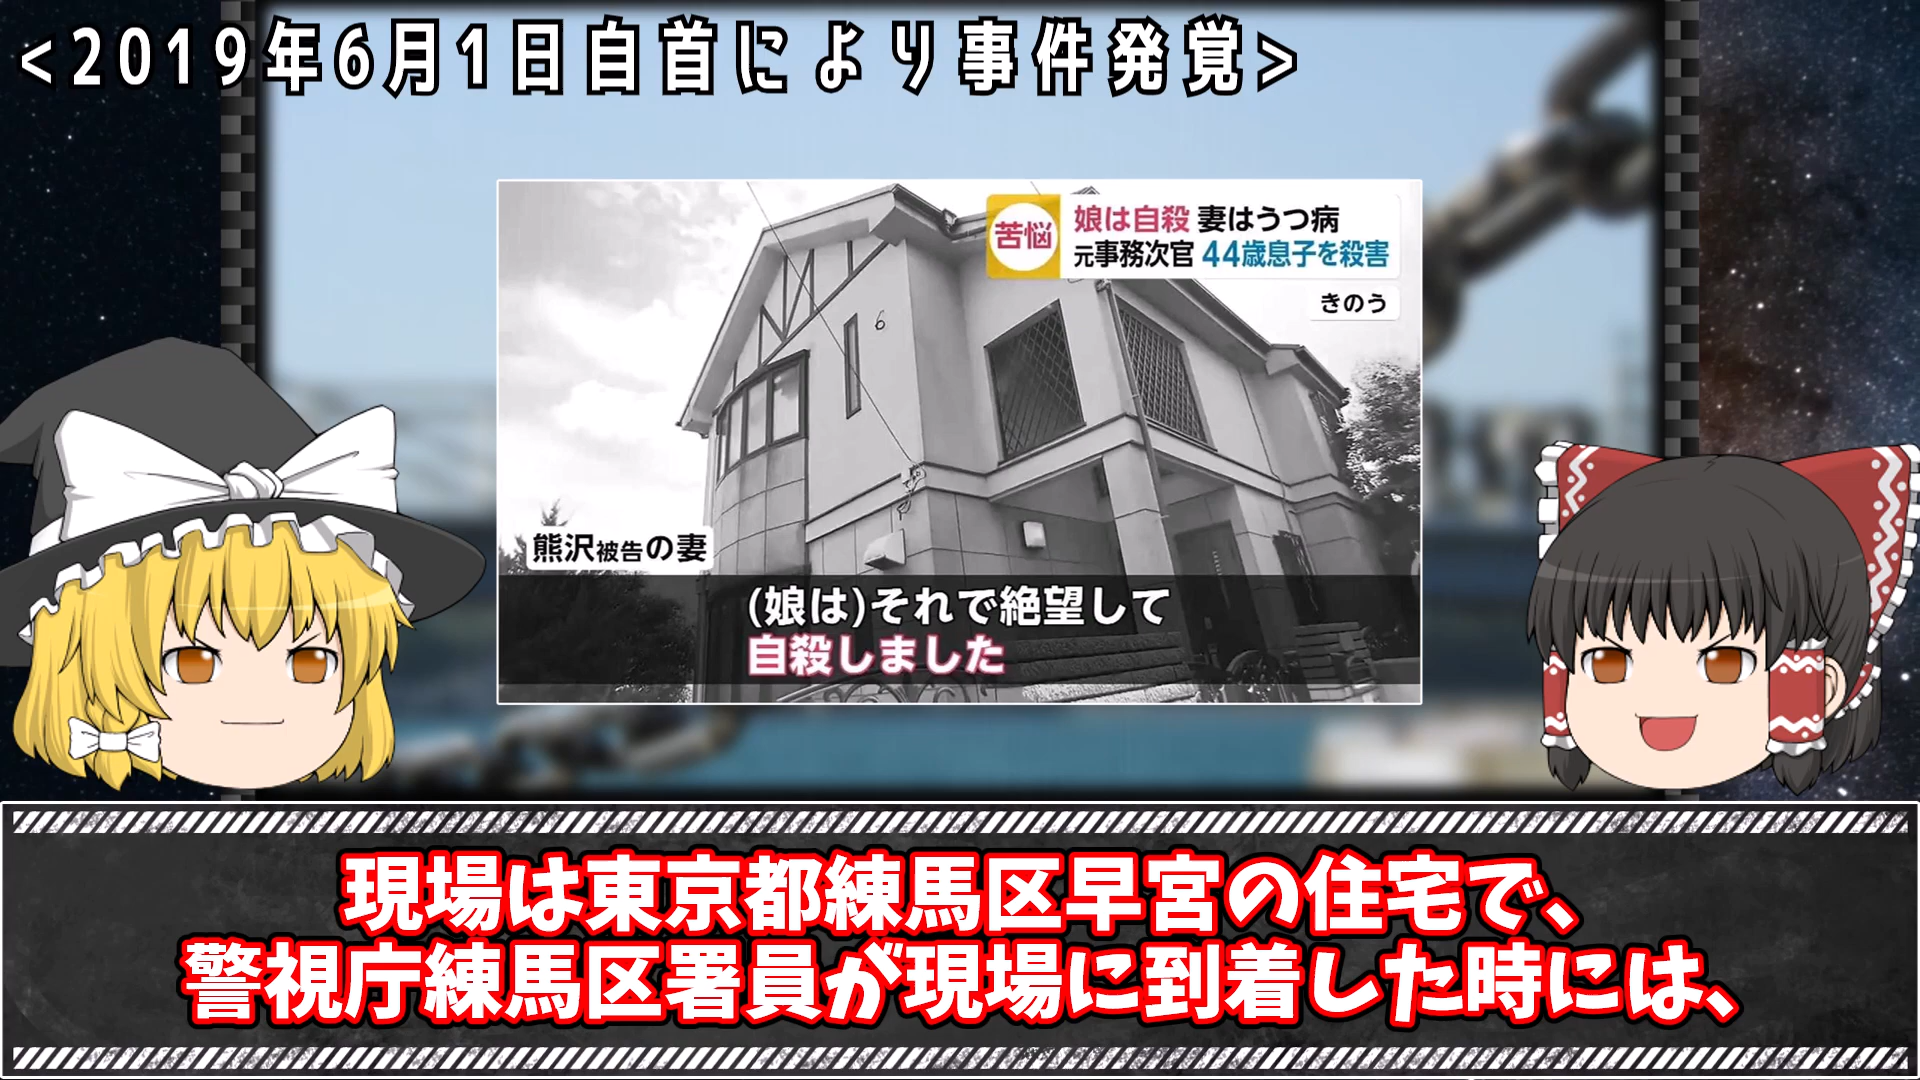 <2019年6月1日自首により事件発覚>
苦悩
娘は自殺 妻はうつ病
元事務次官 44歳息子を殺害
きのう
6
熊沢被告の妻
(娘は)それで絶望して
自殺しました
現場は東京都練馬区早宮の住宅で、
警視庁練馬区署員が現場に到着した時には、